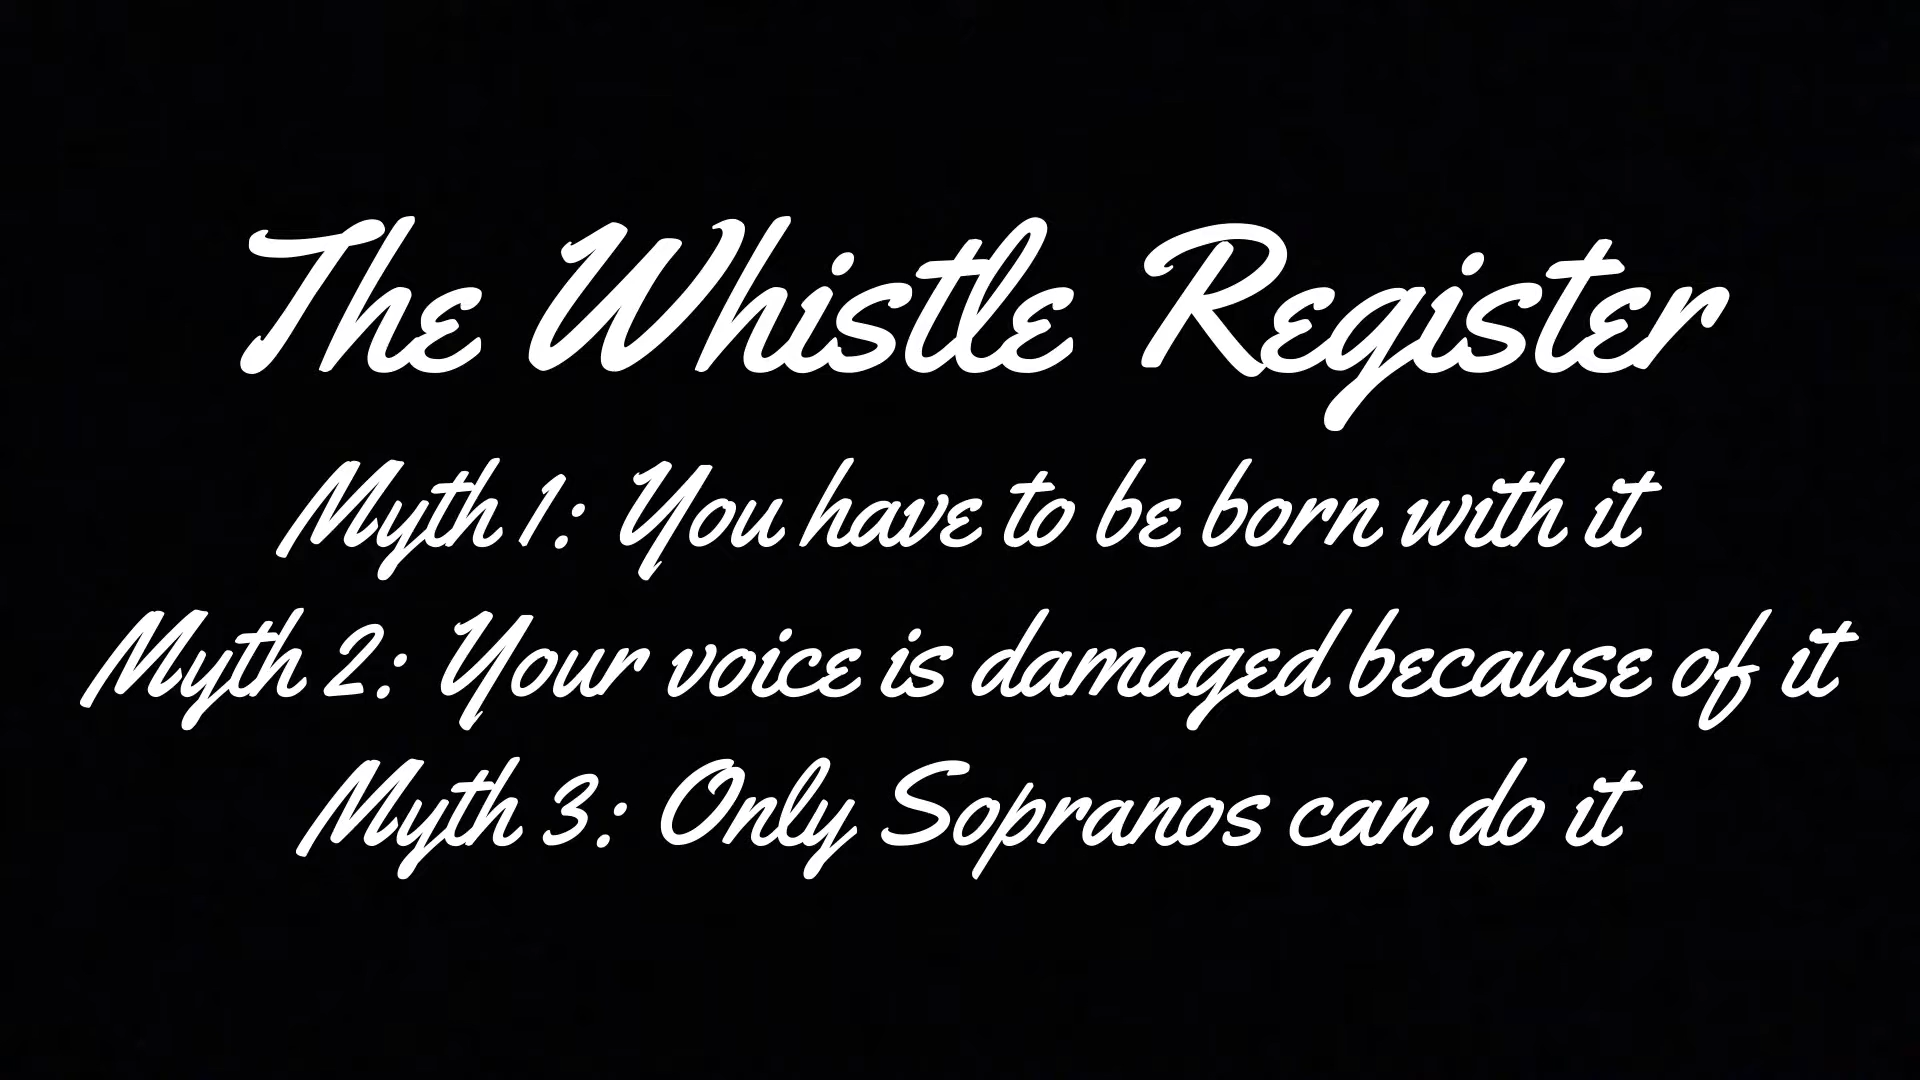 The Whistle Register
Myth 1: You have to be born with it
Myth 2: Your voice is damaged because of it
Myth 3: Only Sopranos can do it